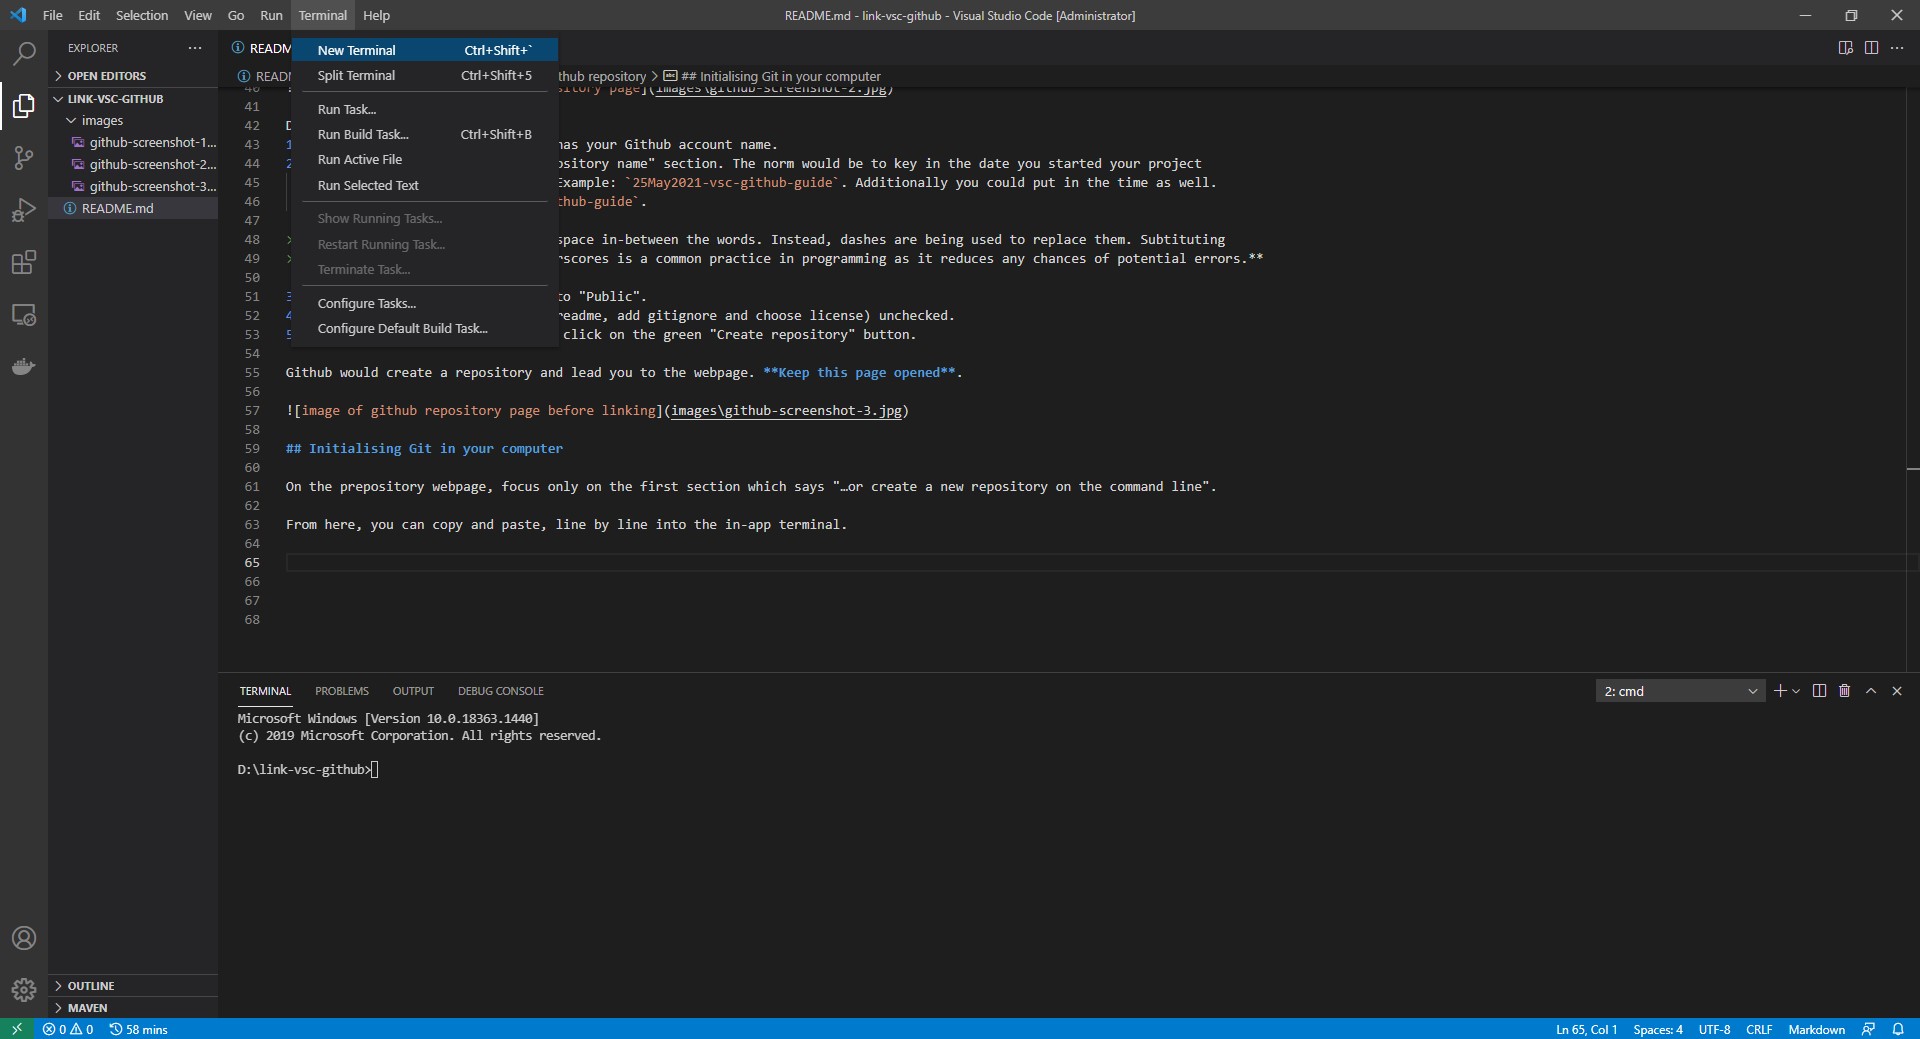 File Edit Selection View Go Run Terminal Help
README.md - link-vsc-github - Visual Studio Code [Administrator]
EXPLORER
OPEN EDITORS
LINK-VSC-GITHUB
images
github-screenshot-1...
github-screenshot-2...
github-screenshot-3...
README.md
OUTLINE
MAVEN
New Terminal Ctrl+Shift+`
Split Terminal Ctrl+Shift+5
Run Task...
Run Build Task... Ctrl+Shift+B
Run Active File
Run Selected Text
Show Running Tasks...
Restart Running Task...
Terminate Task...
Configure Tasks...
Configure Default Build Task...
READM
READ thub repository > ## Initialising Git in your computer
40 page](images\github-screenshot-2.jpg)
41
42 D
43 1 has your Github account name.
44 2 ository name" section. The norm would be to key in the date you started your project
45 Example: `25May2021-vsc-github-guide`. Additionally you could put in the time as well.
46 thub-guide`.
47
48 > space in-between the words. Instead, dashes are being used to replace them. Subtituting
49 > rscores is a common practice in programming as it reduces any chances of potential errors.**
50
51 3 to "Public".
52 4 readme, add gitignore and choose license) unchecked.
53 5 click on the green "Create repository" button.
54
55 Github would create a repository and lead you to the webpage. **Keep this page opened**.
56
57 ![image of github repository page before linking](images\github-screenshot-3.jpg)
58
59 ## Initialising Git in your computer
60
61 On the prepository webpage, focus only on the first section which says "…or create a new repository on the command line".
62
63 From here, you can copy and paste, line by line into the in-app terminal.
64
65
66
67
68
TERMINAL PROBLEMS OUTPUT DEBUG CONSOLE 2: cmd
Microsoft Windows [Version 10.0.18363.1440]
(c) 2019 Microsoft Corporation. All rights reserved.
D:\link-vsc-github>
0 0 58 mins Ln 65, Col 1 Spaces: 4 UTF-8 CRLF Markdown